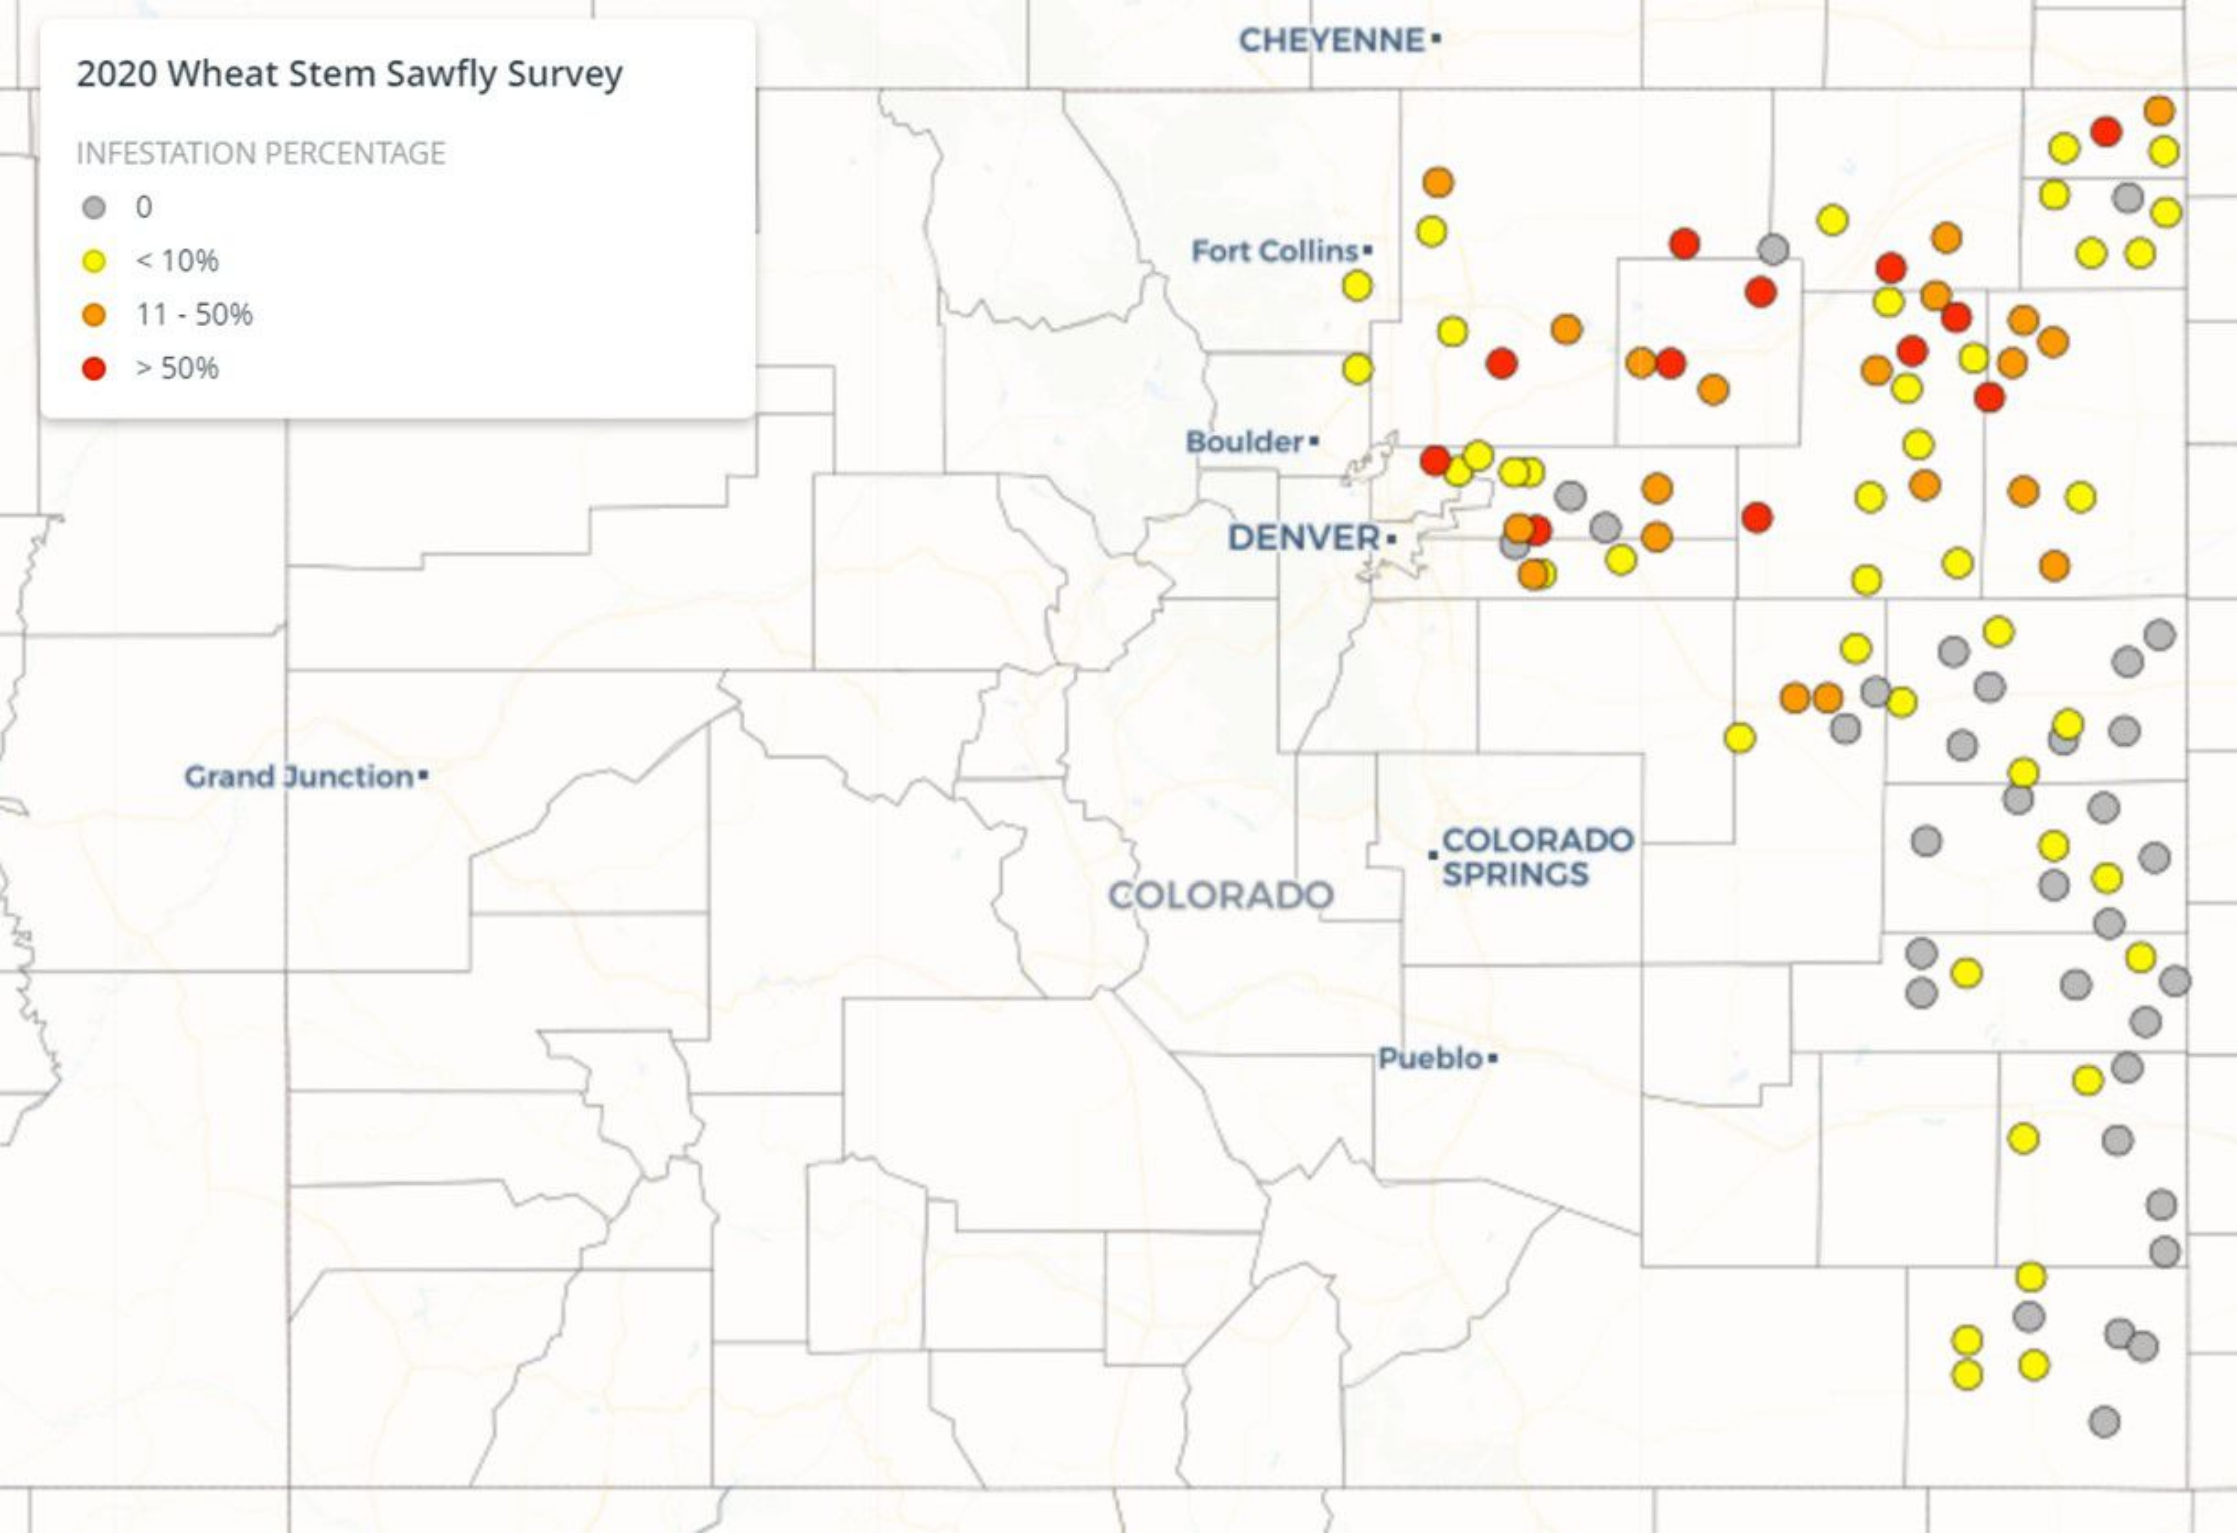 2020 Wheat Stem Sawfly Survey
INFESTATION PERCENTAGE
0
< 10%
11 - 50%
> 50%
CHEYENNE
Fort Collins
Boulder
DENVER
Grand Junction
COLORADO
SPRINGS
COLORADO
Pueblo